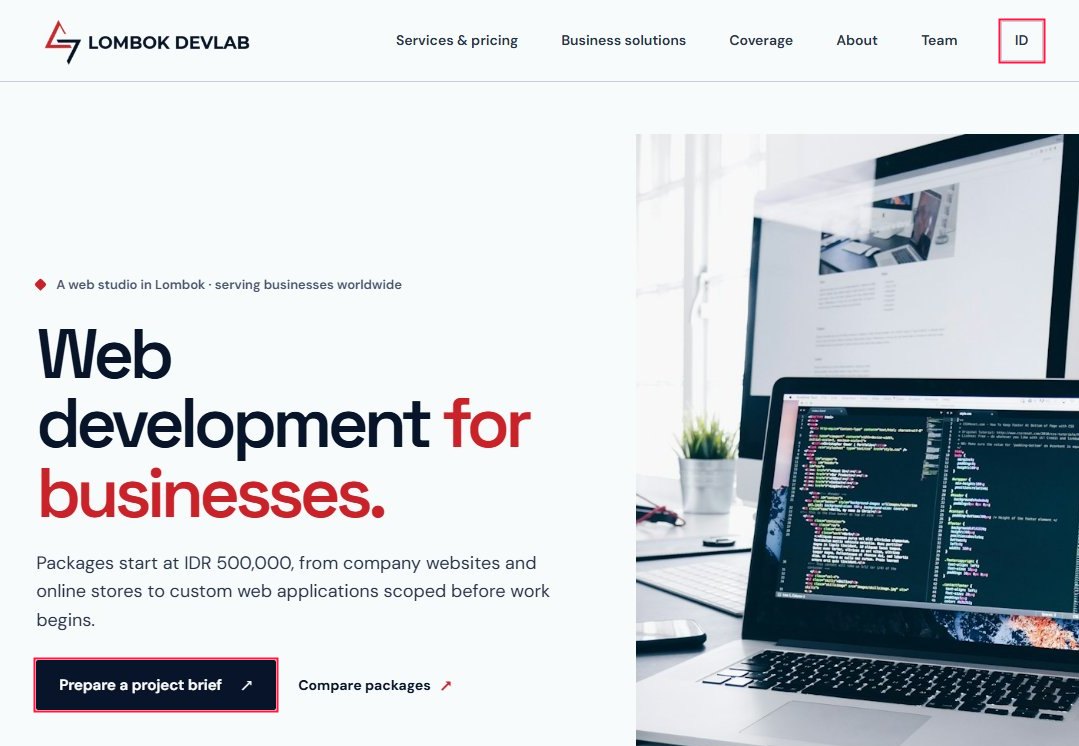 LOMBOK DEVLAB
Services & pricing
Business solutions
Coverage
About
Team
ID
A web studio in Lombok · serving businesses worldwide
Web
development for
businesses.
Packages start at IDR 500,000, from company websites and
online stores to custom web applications scoped before work
begins.
Prepare a project brief ↗
Compare packages ↗